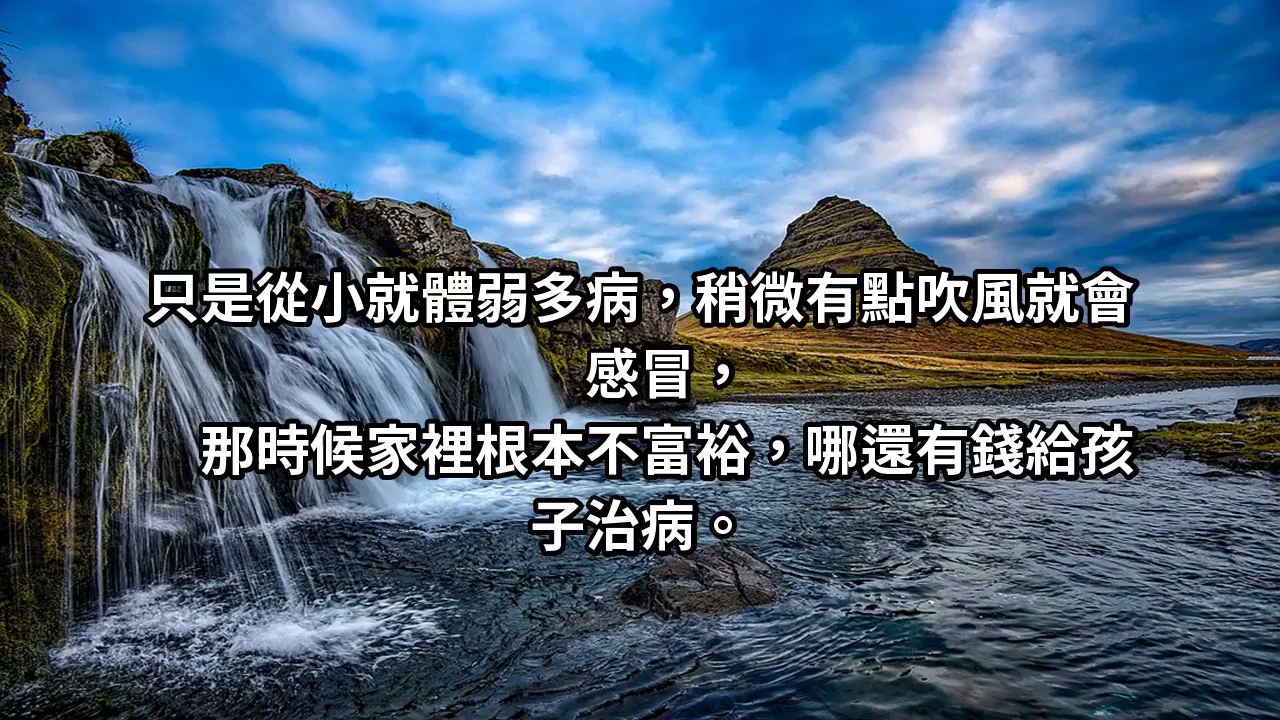 只是從小就體弱多病，稍微有點吹風就會
感冒，
那時候家裡根本不富裕，哪還有錢給孩
子治病。